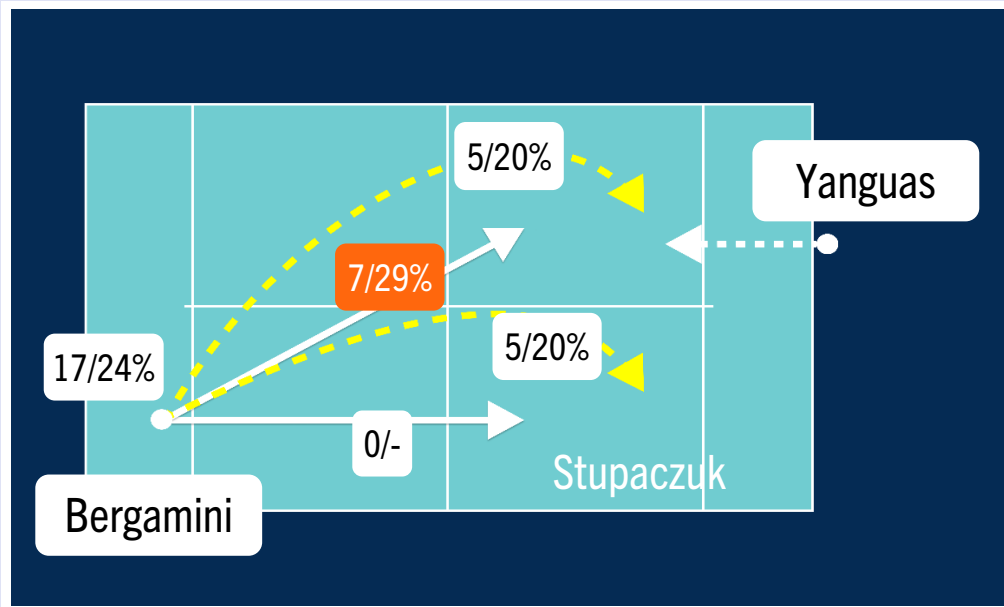 5/20%
Yanguas
7/29%
17/24%
5/20%
0/-
Stupaczuk
Bergamini